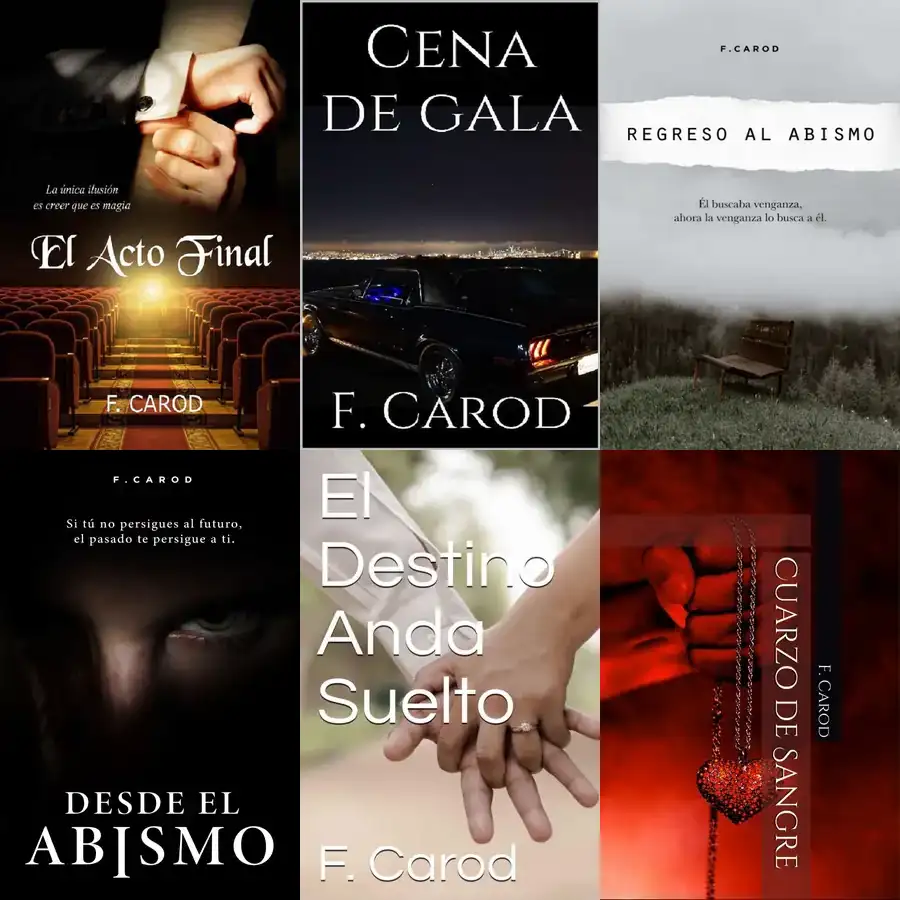 La única ilusión
es creer que es magia
El Acto Final
F. CAROD
CENA
DE GALA
F. CAROD
F.CAROD
REGRESO AL ABISMO
Él buscaba venganza,
ahora la venganza lo busca a él.
F.CAROD
Si tú no persigues al futuro,
el pasado te persigue a ti.
DESDE EL
ABISMO
El
Destino
Anda
Suelto
F. Carod
CUARZO DE SANGRE
F. CAROD